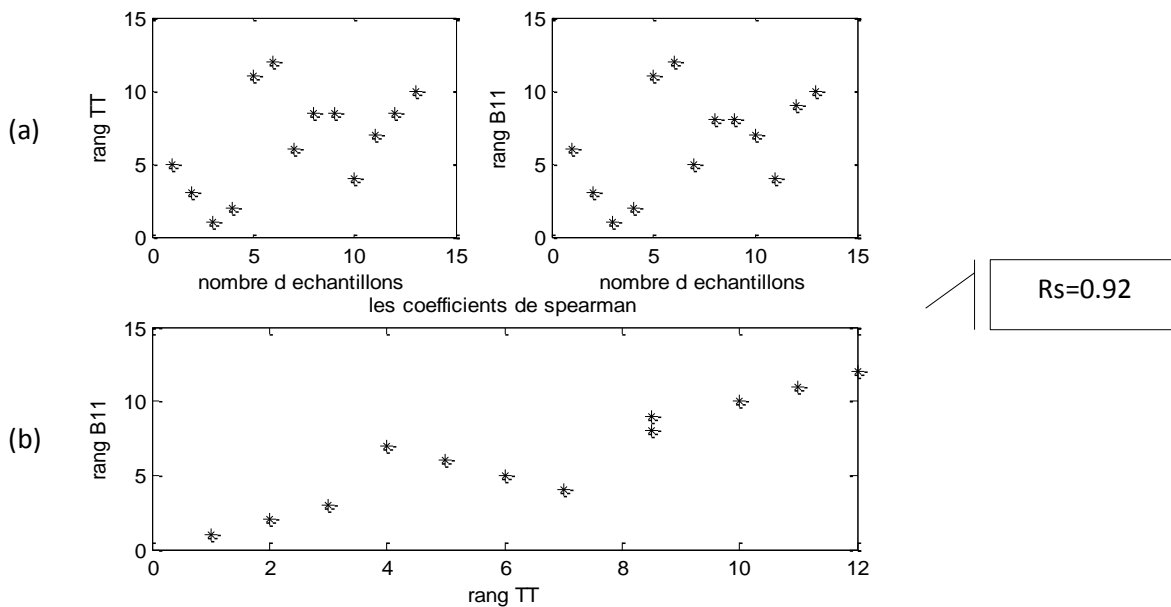 (a)
rang TT
15
10
5
0
0 5 10 15
nombre d echantillons
rang B11
15
10
5
0
0 5 10 15
nombre d echantillons
les coefficients de spearman
Rs=0.92
(b)
rang B11
15
10
5
0
0 2 4 6 8 10 12
rang TT